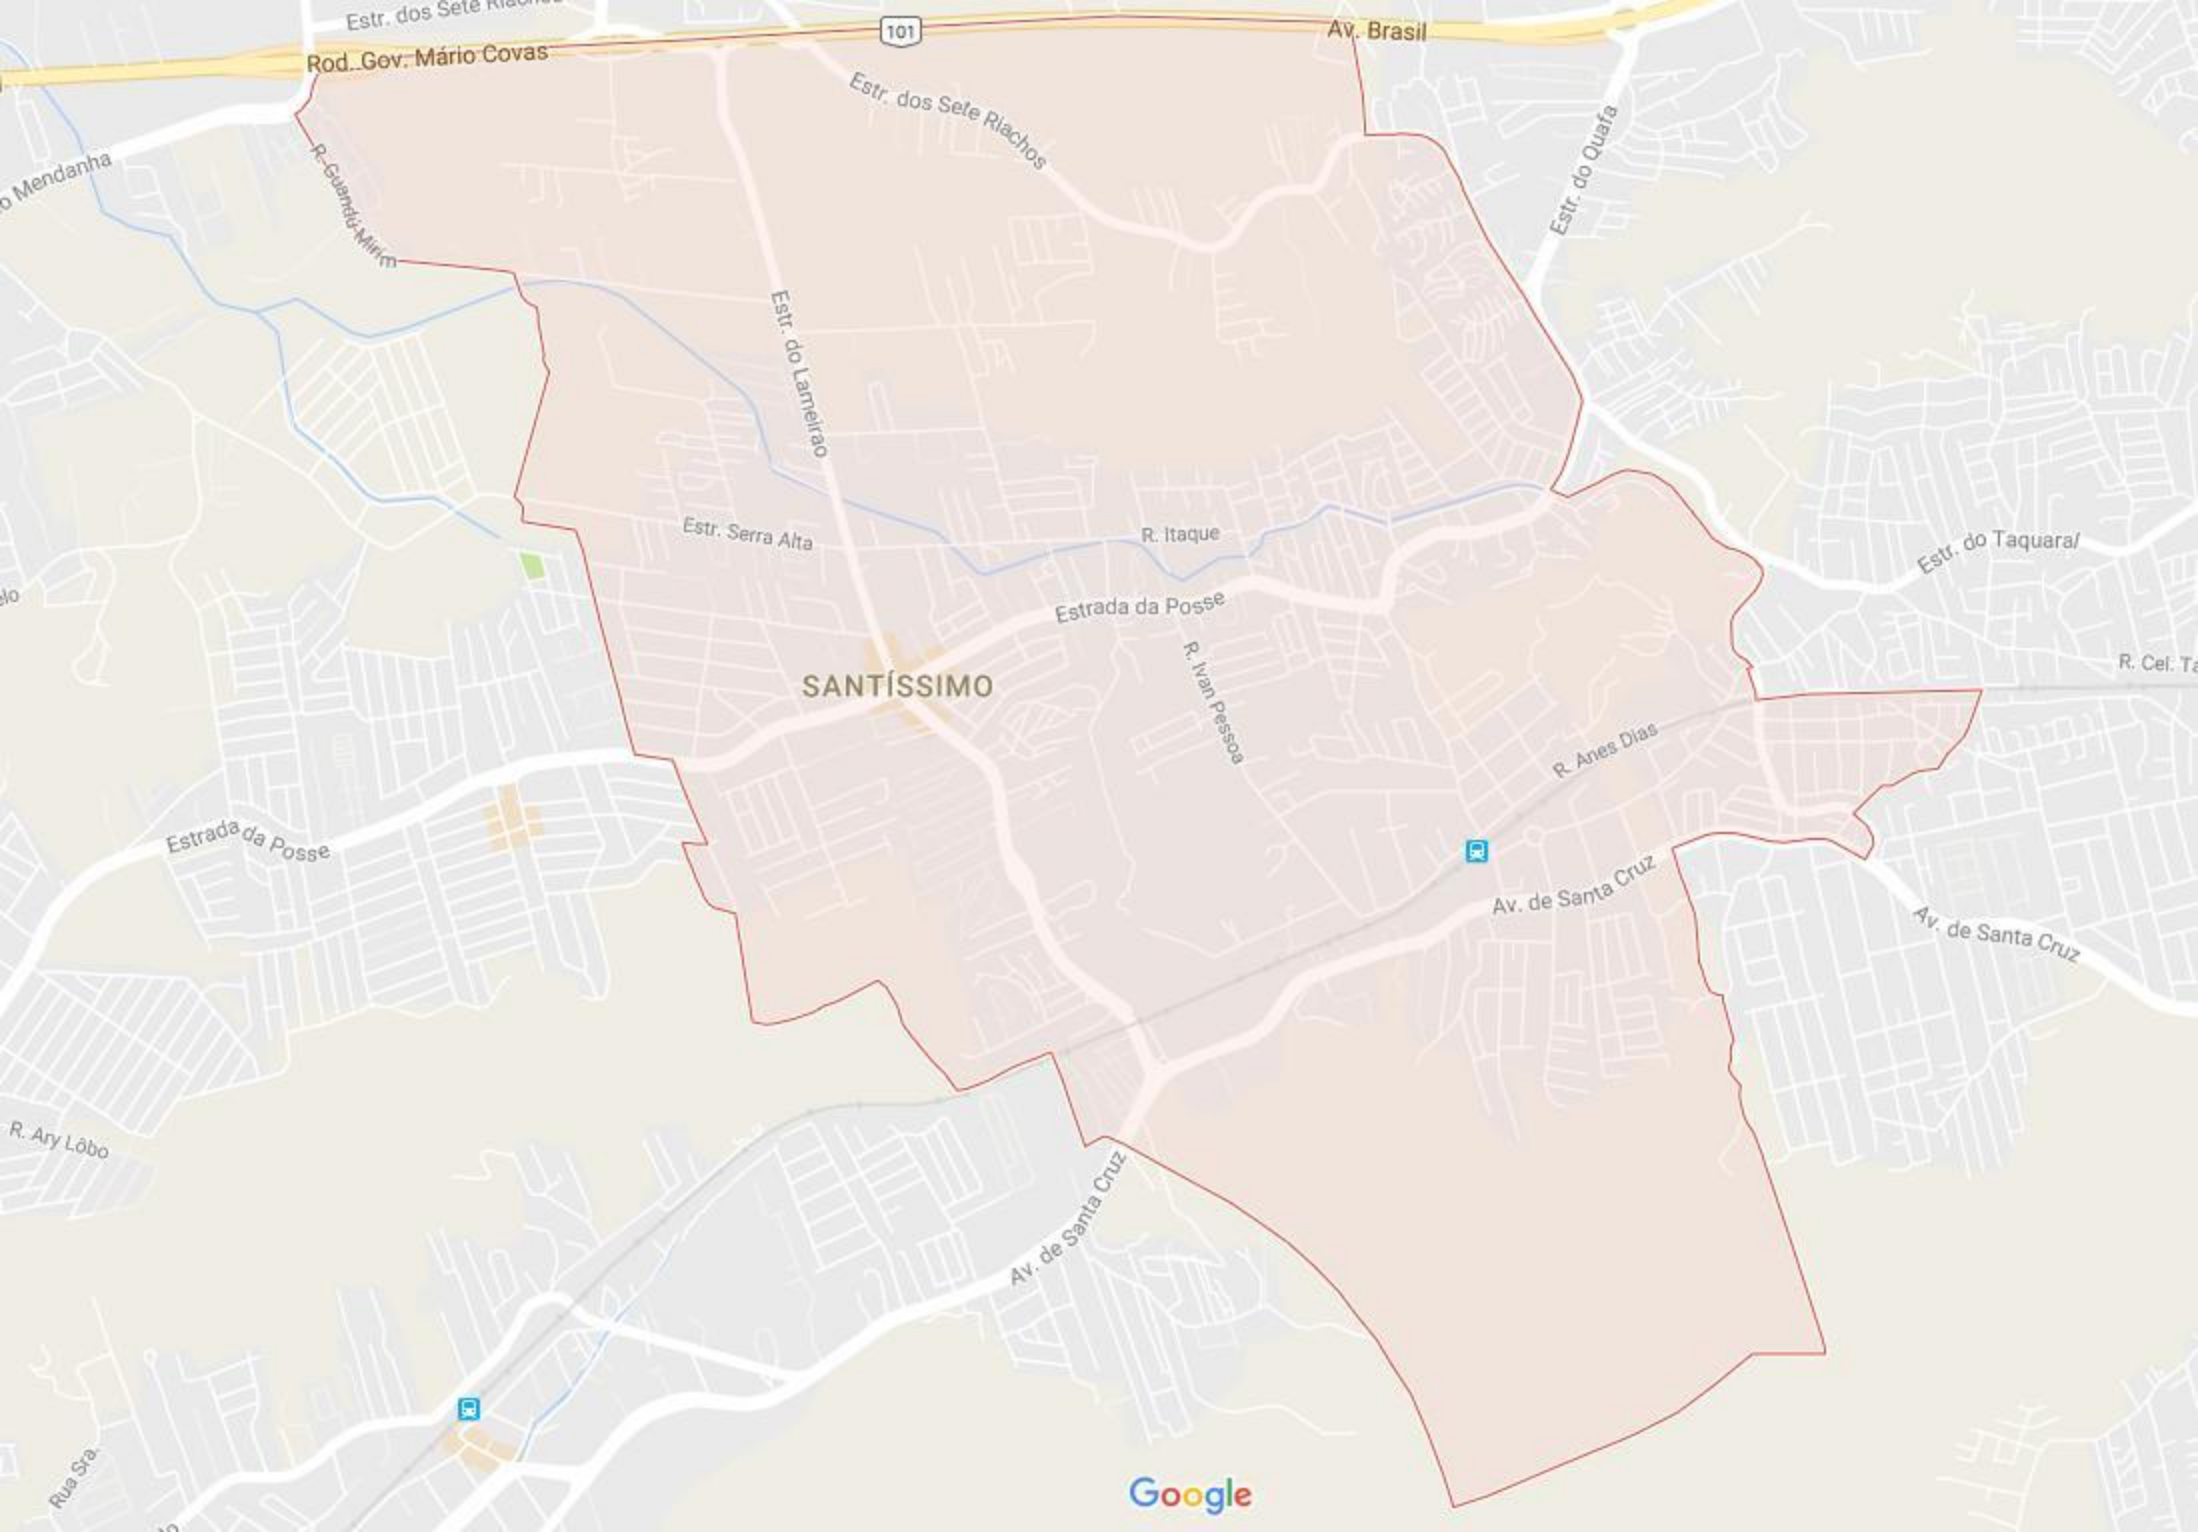 Estr. dos Sete Riachos
101
Av. Brasil
Rod. Gov. Mário Covas
Estr. dos Sete Riachos
Estr. do Quafa
o Mendanha
R. Guandú-Mirim
Estr. do Lameirao
Estr. Serra Alta
R. Itaque
Estr. do Taquaral
elo
Estrada da Posse
R. Ivan Pessoa
R. Cel. Ta
SANTÍSSIMO
R. Anes Dias
Estrada da Posse
Av. de Santa Cruz
Av. de Santa Cruz
R. Ary Lôbo
Av. de Santa Cruz
Rua Sra.
Google